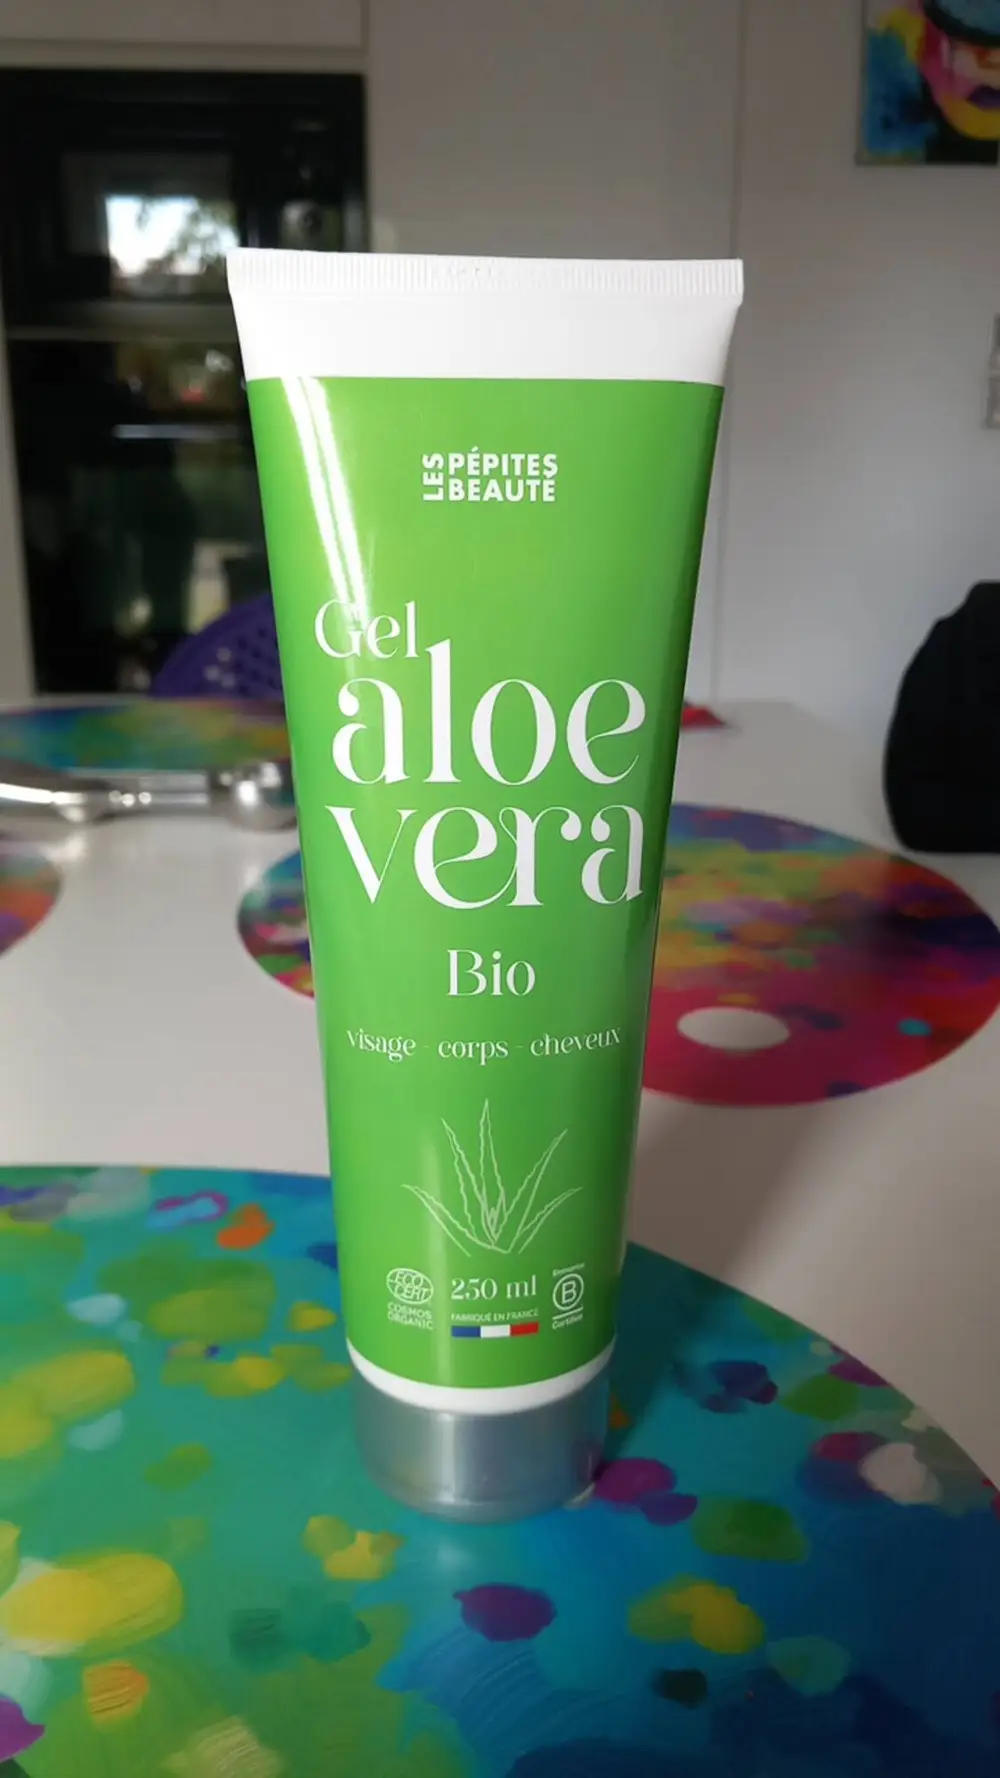 LES PÉPITES
BEAUTÉ
Gel
aloe
vera
Bio
visage - corps - cheveux
ECO
CERT
COSMOS
ORGANIC
250 ml
FABRIQUÉ EN FRANCE
B